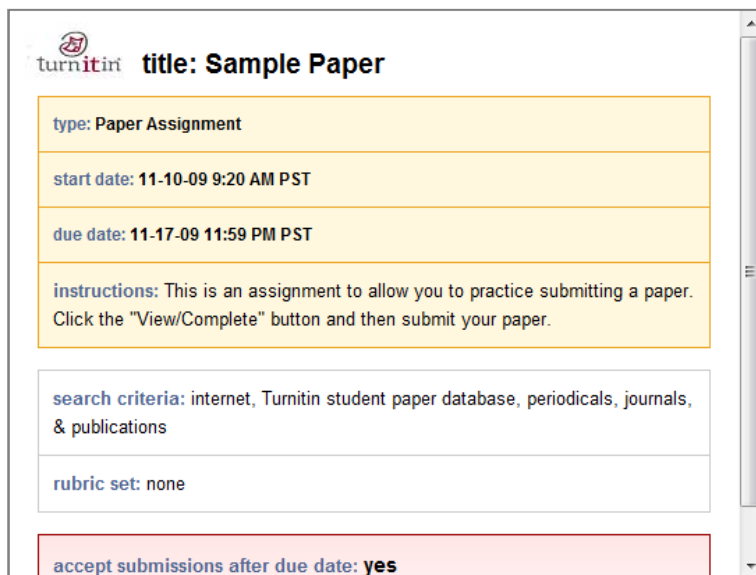 turnitin title: Sample Paper
type: Paper Assignment
start date: 11-10-09 9:20 AM PST
due date: 11-17-09 11:59 PM PST
instructions: This is an assignment to allow you to practice submitting a paper.
Click the "View/Complete" button and then submit your paper.
search criteria: internet, Turnitin student paper database, periodicals, journals,
& publications
rubric set: none
accept submissions after due date: yes